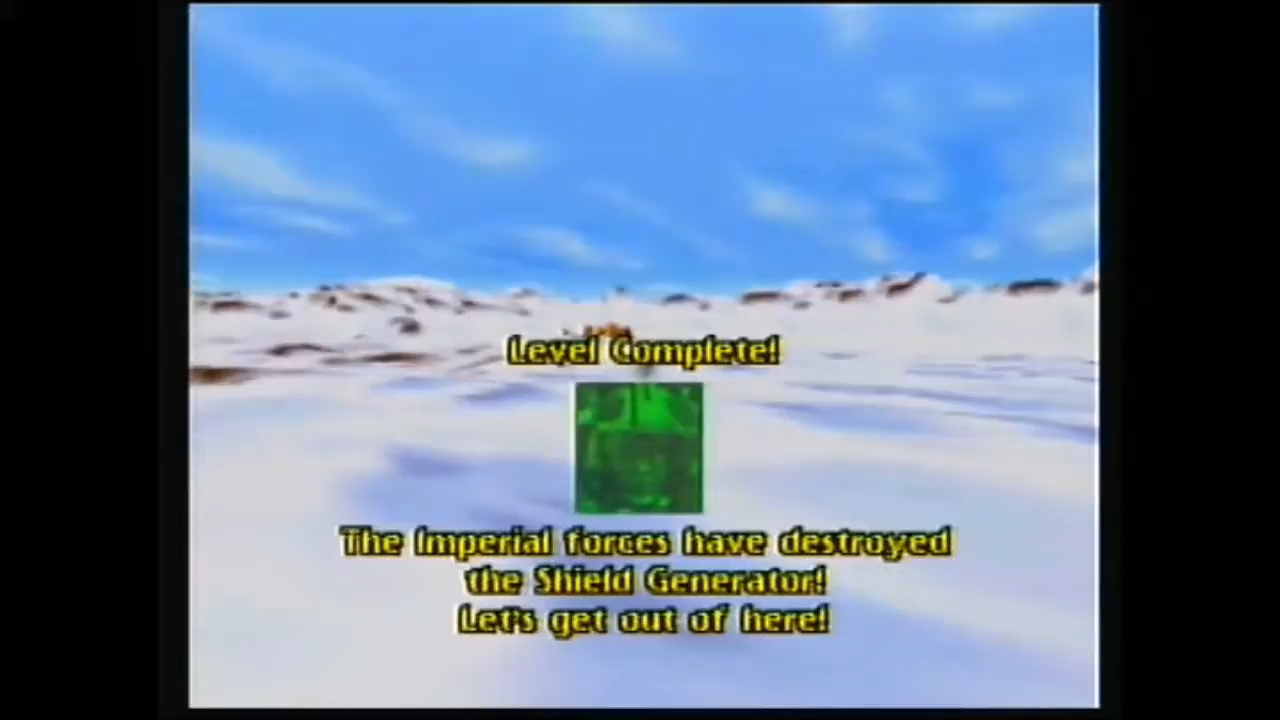 Level Complete!
The Imperial forces have destroyed
the Shield Generator!
Let's get out of here!